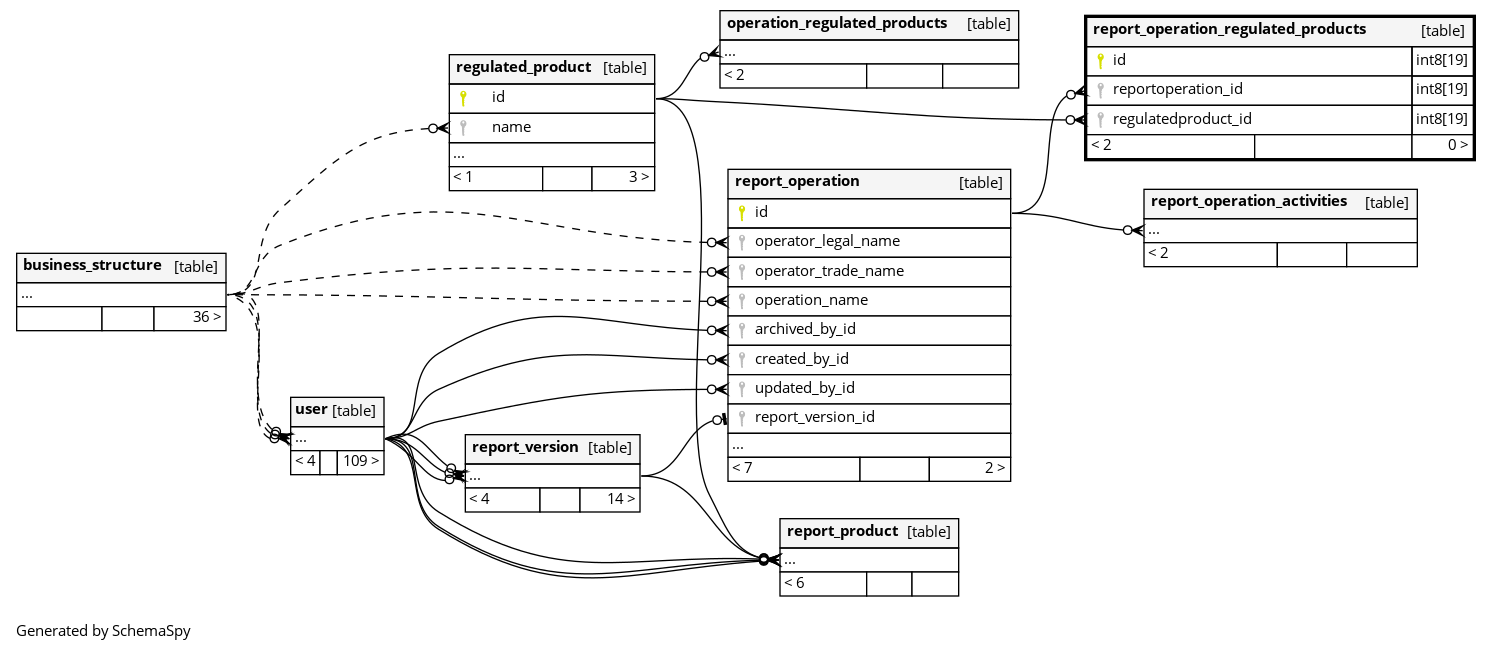 operation_regulated_products [table]
...
< 2
report_operation_regulated_products [table]
id int8[19]
reportoperation_id int8[19]
regulatedproduct_id int8[19]
< 2 0 >
regulated_product [table]
id
name
...
< 1 3 >
report_operation [table]
id
operator_legal_name
operator_trade_name
operation_name
archived_by_id
created_by_id
updated_by_id
report_version_id
...
< 7 2 >
report_operation_activities [table]
...
< 2
business_structure [table]
...
36 >
user [table]
...
< 4 109 >
report_version [table]
...
< 4 14 >
report_product [table]
...
< 6
Generated by SchemaSpy